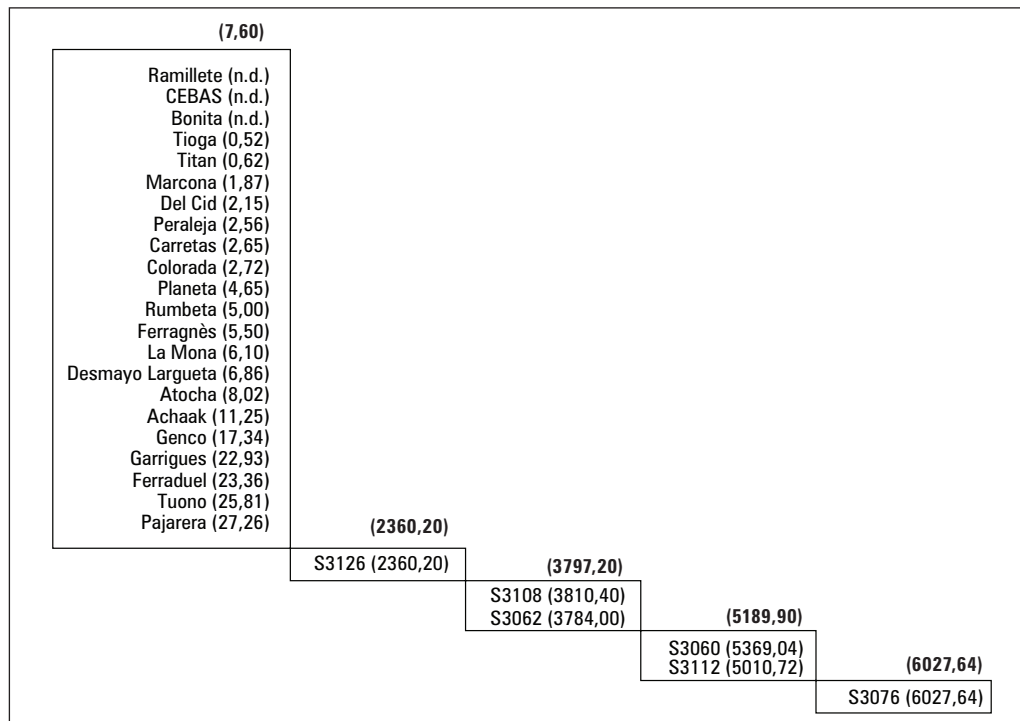 (7,60)
Ramillete (n.d.)
CEBAS (n.d.)
Bonita (n.d.)
Tioga (0,52)
Titan (0,62)
Marcona (1,87)
Del Cid (2,15)
Peraleja (2,56)
Carretas (2,65)
Colorada (2,72)
Planeta (4,65)
Rumbeta (5,00)
Ferragnès (5,50)
La Mona (6,10)
Desmayo Largueta (6,86)
Atocha (8,02)
Achaak (11,25)
Genco (17,34)
Garrigues (22,93)
Ferraduel (23,36)
Tuono (25,81)
Pajarera (27,26)
(2360,20)
S3126 (2360,20)
(3797,20)
S3108 (3810,40)
S3062 (3784,00)
(5189,90)
S3060 (5369,04)
S3112 (5010,72)
(6027,64)
S3076 (6027,64)